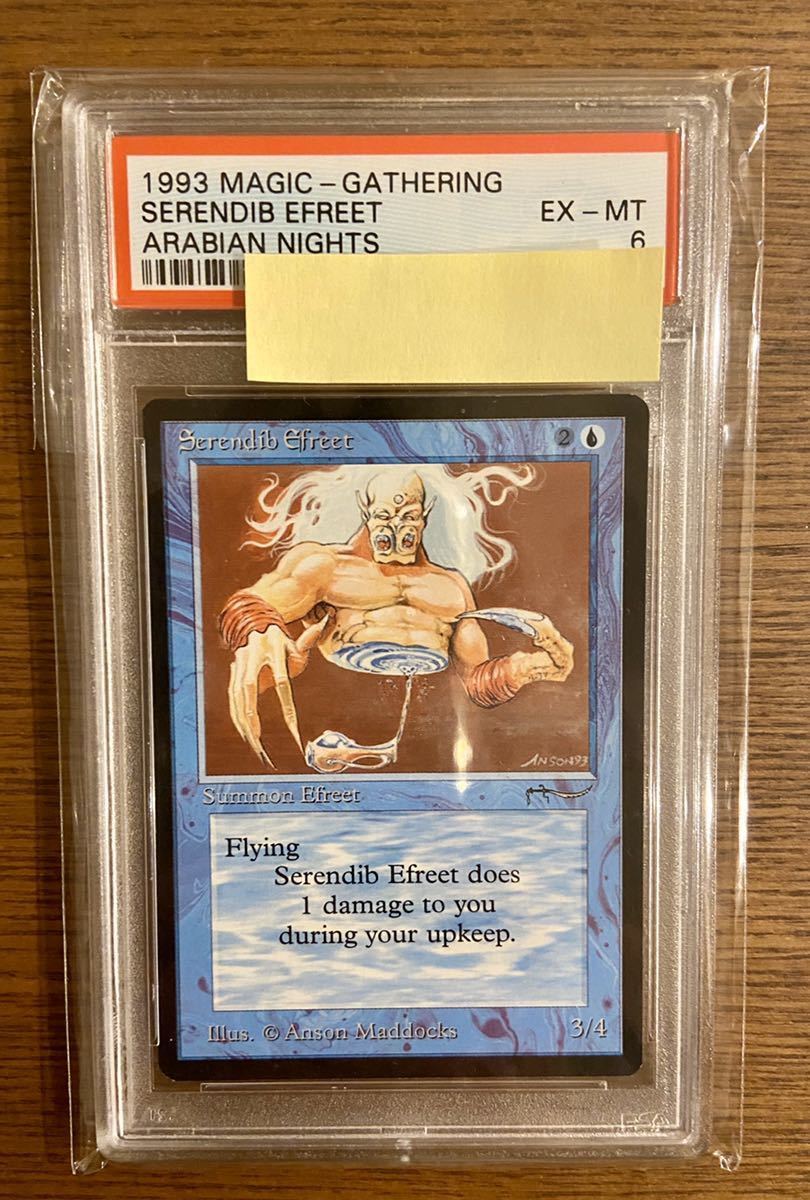 1993 MAGIC – GATHERING
SERENDIB EFREET EX – MT
ARABIAN NIGHTS 6
Serendib Efreet 2
ANSON93
Summon Efreet
Flying
Serendib Efreet does
1 damage to you
during your upkeep.
Illus. © Anson Maddocks 3/4